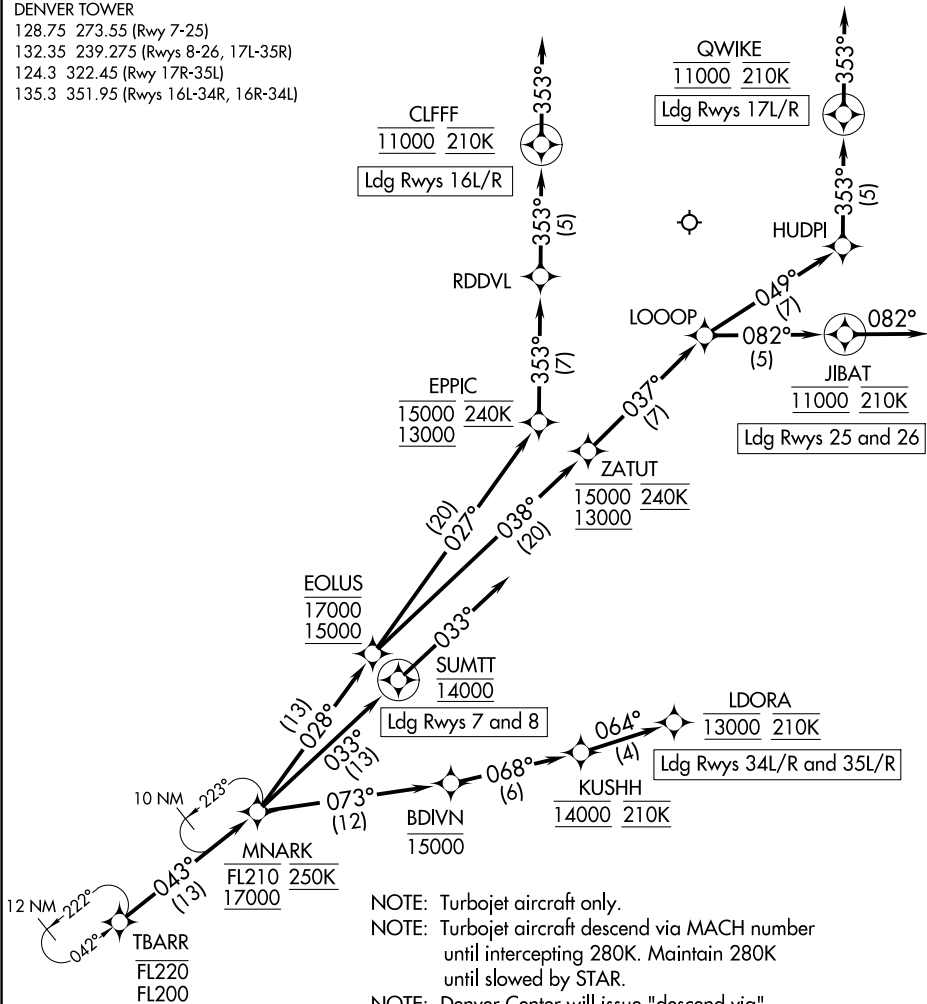 DENVER TOWER
128.75 273.55 (Rwy 7-25)
132.35 239.275 (Rwys 8-26, 17L-35R)
124.3 322.45 (Rwy 17R-35L)
135.3 351.95 (Rwys 16L-34R, 16R-34L)
QWIKE
11000 210K
Ldg Rwys 17L/R
353°
CLFFF
11000 210K
Ldg Rwys 16L/R
353°
353°
(5)
353°
(5)
HUDPI
RDDVL
049°
(7)
LOOOP
082°
(5)
082°
JIBAT
11000 210K
Ldg Rwys 25 and 26
353°
(7)
EPPIC
15000 240K
13000
037°
(7)
ZATUT
15000 240K
13000
(20)
027°
038°
(20)
EOLUS
17000
15000
033°
SUMTT
14000
Ldg Rwys 7 and 8
(13)
028°
033°
(13)
LDORA
13000 210K
Ldg Rwys 34L/R and 35L/R
064°
(4)
068°
(6)
KUSHH
14000 210K
073°
(12)
BDIVN
15000
10 NM
223°
MNARK
FL210 250K
17000
043°
(13)
12 NM
222°
042°
TBARR
FL220
FL200
NOTE: Turbojet aircraft only.
NOTE: Turbojet aircraft descend via MACH number
until intercepting 280K. Maintain 280K
until slowed by STAR.
NOTE: Denver Center will issue "descend via"